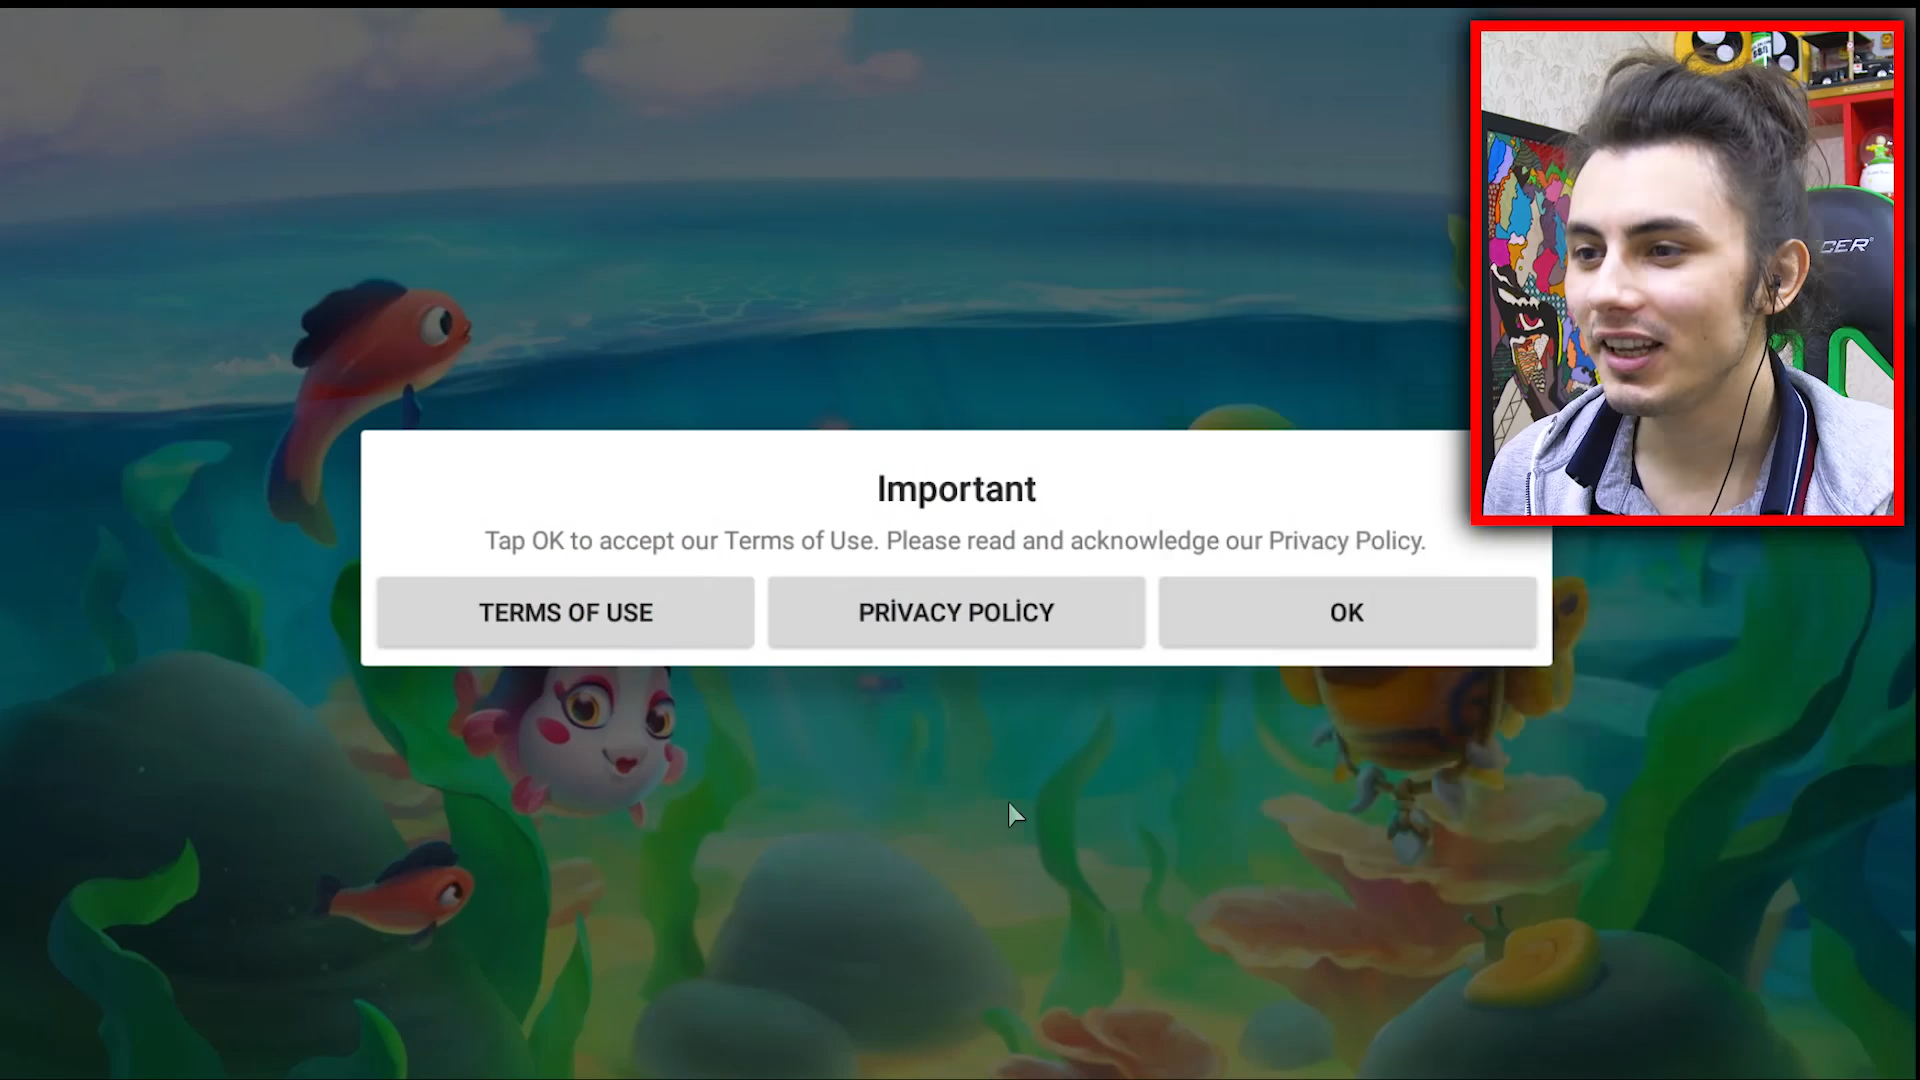 Important
Tap OK to accept our Terms of Use. Please read and acknowledge our Privacy Policy.
TERMS OF USE
PRİVACY POLİCY
OK
CER